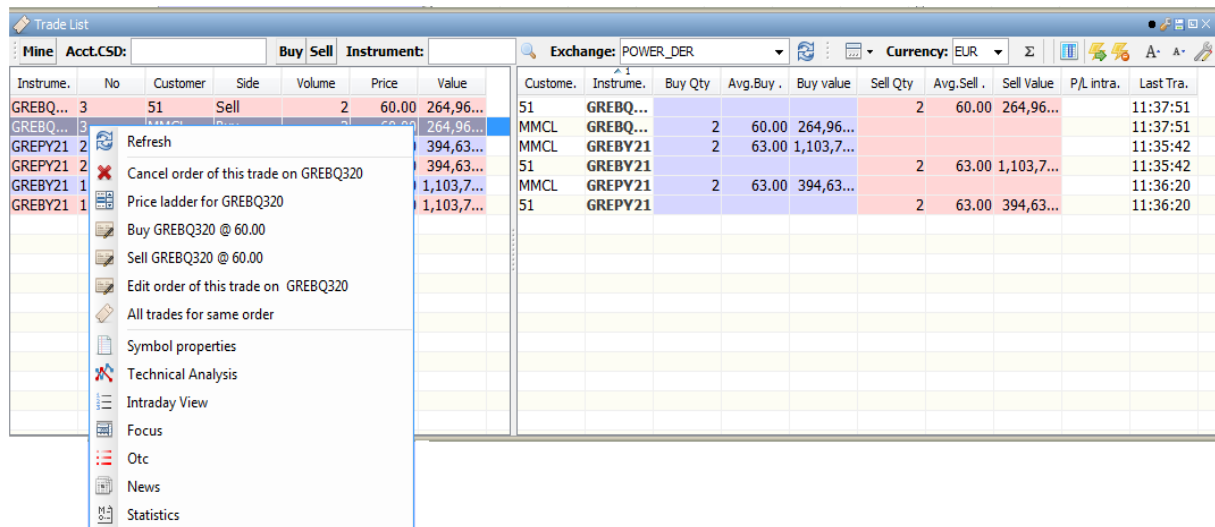 Trade List
Mine Acct.CSD: Buy Sell Instrument: Exchange: POWER_DER Currency: EUR Σ A A
Instrume. No Customer Side Volume Price Value Custome. 1 Instrume. Buy Qty Avg.Buy . Buy value Sell Qty Avg.Sell . Sell Value P/L intra. Last Tra.
GREBQ... 3 51 Sell 2 60.00 264,96... 51 GREBQ... 2 60.00 264,96... 11:37:51
GREBQ... 3 MMCL Buy 2 60.00 264,96... MMCL GREBQ... 2 60.00 264,96... 11:37:51
GREPY21 2 394,63... MMCL GREBY21 2 63.00 1,103,7... 11:35:42
GREPY21 2 394,63... 51 GREBY21 2 63.00 1,103,7... 11:35:42
GREBY21 1 1,103,7... MMCL GREPY21 2 63.00 394,63... 11:36:20
GREBY21 1 1,103,7... 51 GREPY21 2 63.00 394,63... 11:36:20
Refresh
Cancel order of this trade on GREBQ320
Price ladder for GREBQ320
Buy GREBQ320 @ 60.00
Sell GREBQ320 @ 60.00
Edit order of this trade on GREBQ320
All trades for same order
Symbol properties
Technical Analysis
Intraday View
Focus
Otc
News
Statistics